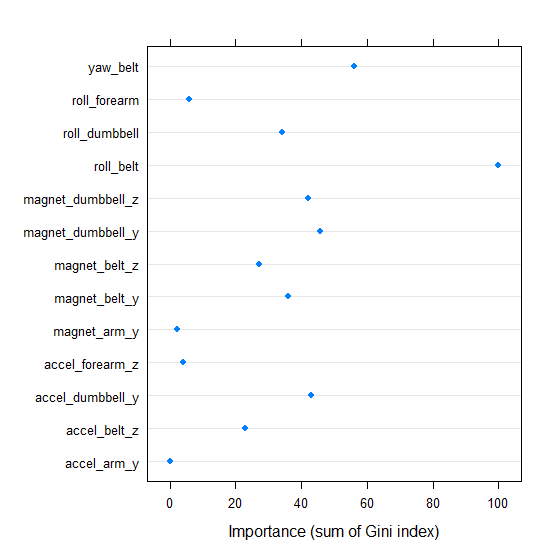 yaw_belt
roll_forearm
roll_dumbbell
roll_belt
magnet_dumbbell_z
magnet_dumbbell_y
magnet_belt_z
magnet_belt_y
magnet_arm_y
accel_forearm_z
accel_dumbbell_y
accel_belt_z
accel_arm_y
0 20 40 60 80 100
Importance (sum of Gini index)